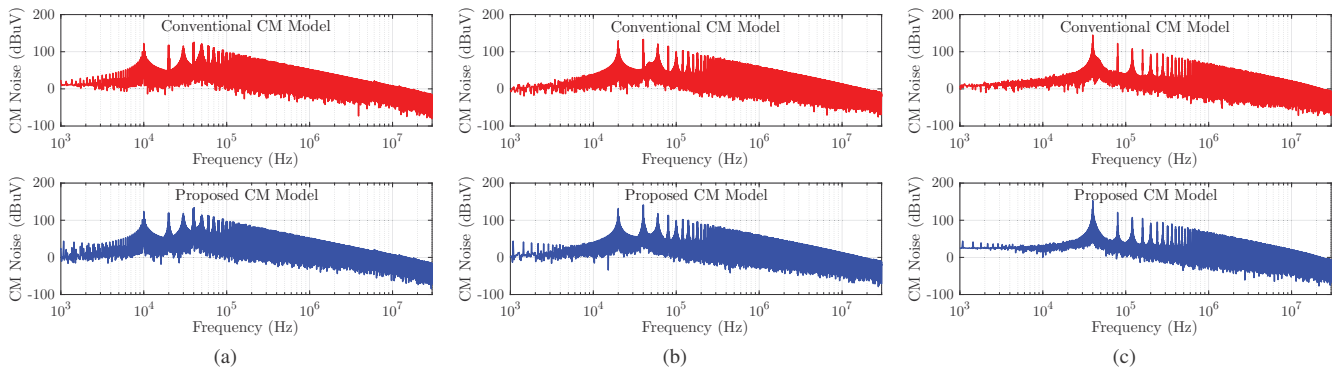 Conventional CM Model
CM Noise (dBuV)
200
100
0
-100
10^3 10^4 10^5 10^6 10^7
Frequency (Hz)
Proposed CM Model
CM Noise (dBuV)
200
100
0
-100
10^3 10^4 10^5 10^6 10^7
Frequency (Hz)
(a)
Conventional CM Model
CM Noise (dBuV)
200
100
0
-100
10^3 10^4 10^5 10^6 10^7
Frequency (Hz)
Proposed CM Model
CM Noise (dBuV)
200
100
0
-100
10^3 10^4 10^5 10^6 10^7
Frequency (Hz)
(b)
Conventional CM Model
CM Noise (dBuV)
200
100
0
-100
10^3 10^4 10^5 10^6 10^7
Frequency (Hz)
Proposed CM Model
CM Noise (dBuV)
200
100
0
-100
10^3 10^4 10^5 10^6 10^7
Frequency (Hz)
(c)